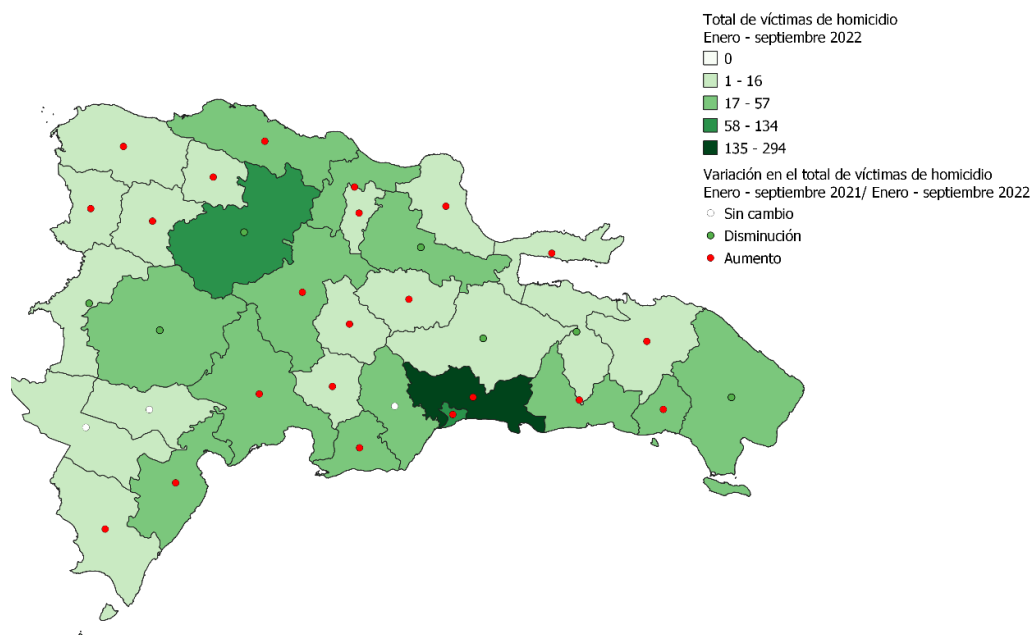 Total de víctimas de homicidio
Enero - septiembre 2022
0
1 - 16
17 - 57
58 - 134
135 - 294
Variación en el total de víctimas de homicidio
Enero - septiembre 2021/ Enero - septiembre 2022
Sin cambio
Disminución
Aumento